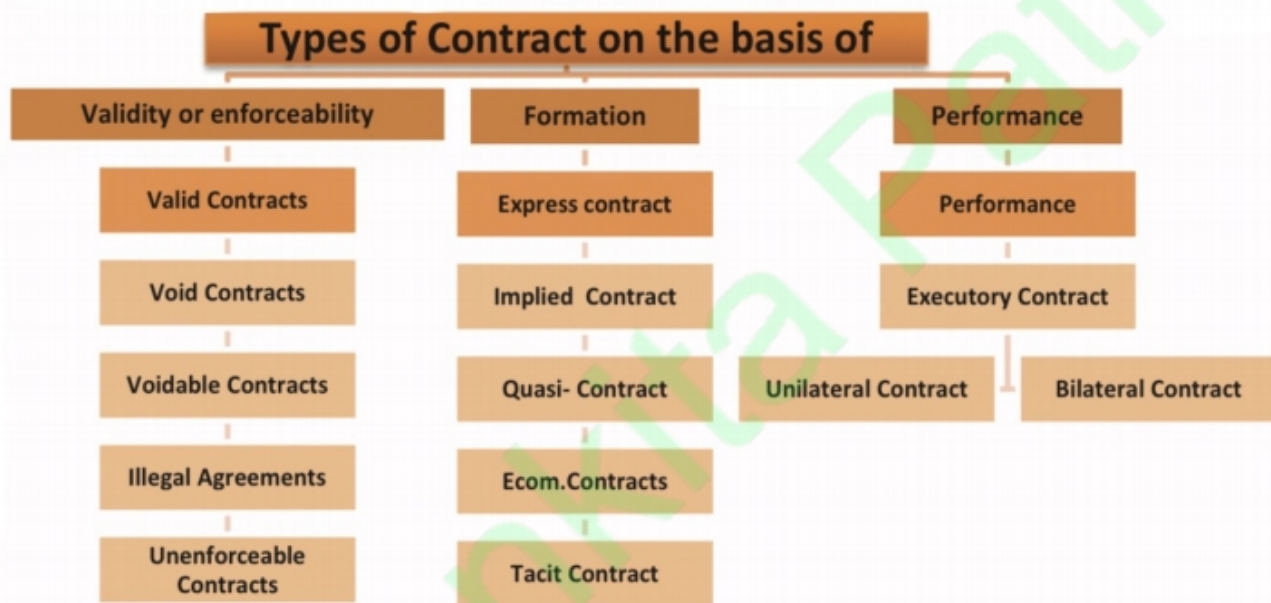 Types of Contract on the basis of
Validity or enforceability
Valid Contracts
Void Contracts
Voidable Contracts
Illegal Agreements
Unenforceable
Contracts
Formation
Express contract
Implied Contract
Quasi- Contract
Ecom.Contracts
Tacit Contract
Performance
Performance
Executory Contract
Unilateral Contract
Bilateral Contract